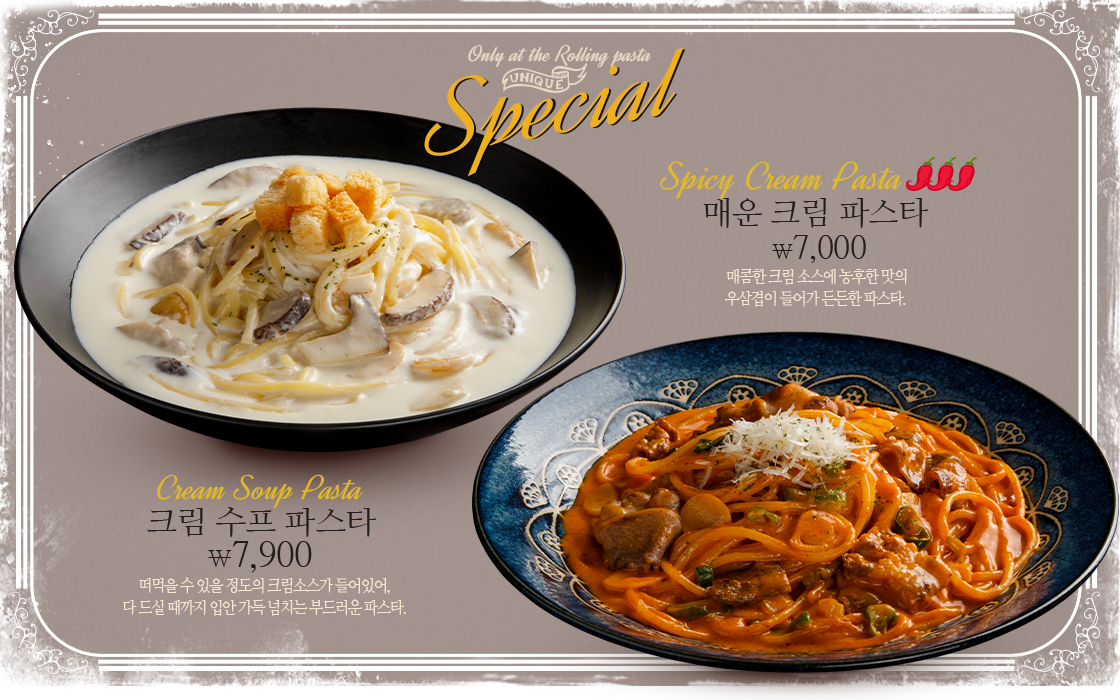 Only at the Rolling pasta
UNIQUE
Special
Spicy Cream Pasta
매운 크림 파스타
₩7,000
매콤한 크림 소스에 농후한 맛의
우삼겹이 들어가 든든한 파스타.
Cream Soup Pasta
크림 수프 파스타
₩7,900
떠먹을 수 있을 정도의 크림소스가 들어있어,
다 드실 때까지 입안 가득 넘치는 부드러운 파스타.